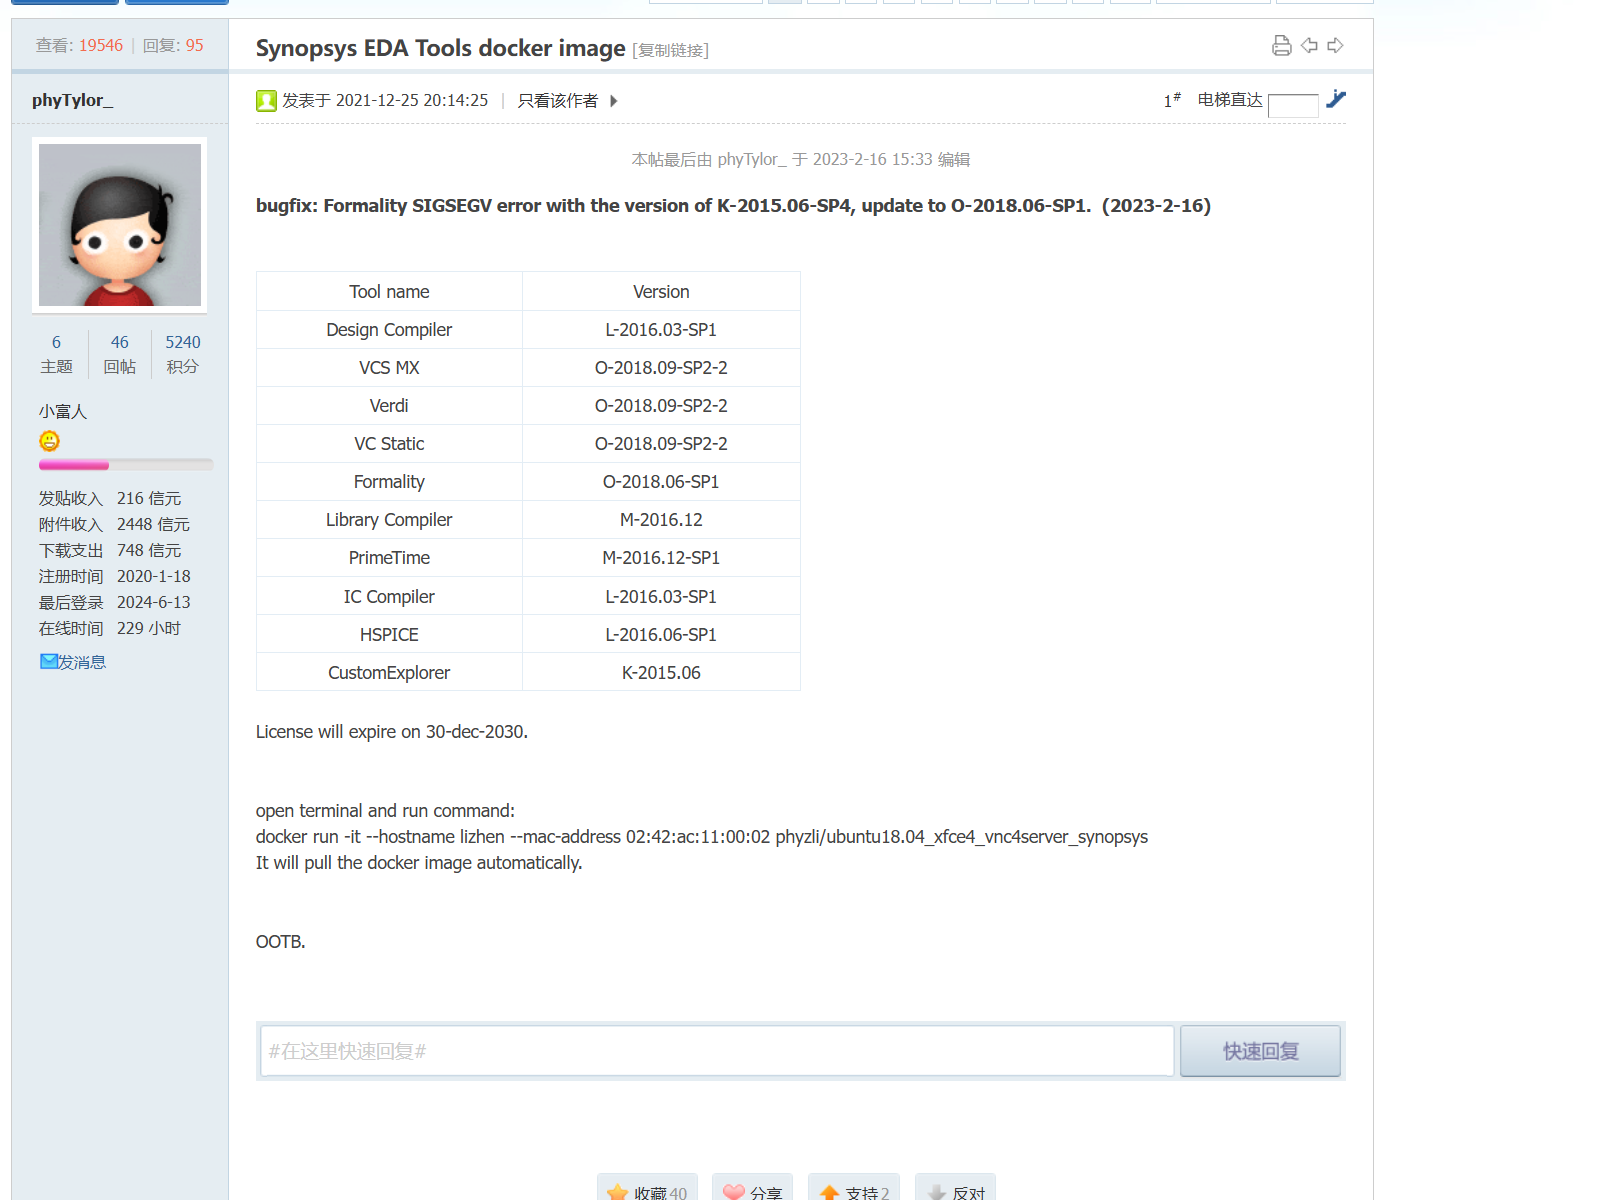 查看: 19546 | 回复: 95
Synopsys EDA Tools docker image [复制链接]
phyTylor_
发表于 2021-12-25 20:14:25 | 只看该作者
1# 电梯直达
本帖最后由 phyTylor_ 于 2023-2-16 15:33 编辑
bugfix: Formality SIGSEGV error with the version of K-2015.06-SP4, update to O-2018.06-SP1. (2023-2-16)
6 46 5240
主题 回帖 积分
小富人
发贴收入 216 信元
附件收入 2448 信元
下载支出 748 信元
注册时间 2020-1-18
最后登录 2024-6-13
在线时间 229 小时
发消息
Tool name Version
Design Compiler L-2016.03-SP1
VCS MX O-2018.09-SP2-2
Verdi O-2018.09-SP2-2
VC Static O-2018.09-SP2-2
Formality O-2018.06-SP1
Library Compiler M-2016.12
PrimeTime M-2016.12-SP1
IC Compiler L-2016.03-SP1
HSPICE L-2016.06-SP1
CustomExplorer K-2015.06
License will expire on 30-dec-2030.
open terminal and run command:
docker run -it --hostname lizhen --mac-address 02:42:ac:11:00:02 phyzli/ubuntu18.04_xfce4_vnc4server_synopsys
It will pull the docker image automatically.
OOTB.
#在这里快速回复#
快速回复
收藏 40 分享 支持 2 反对